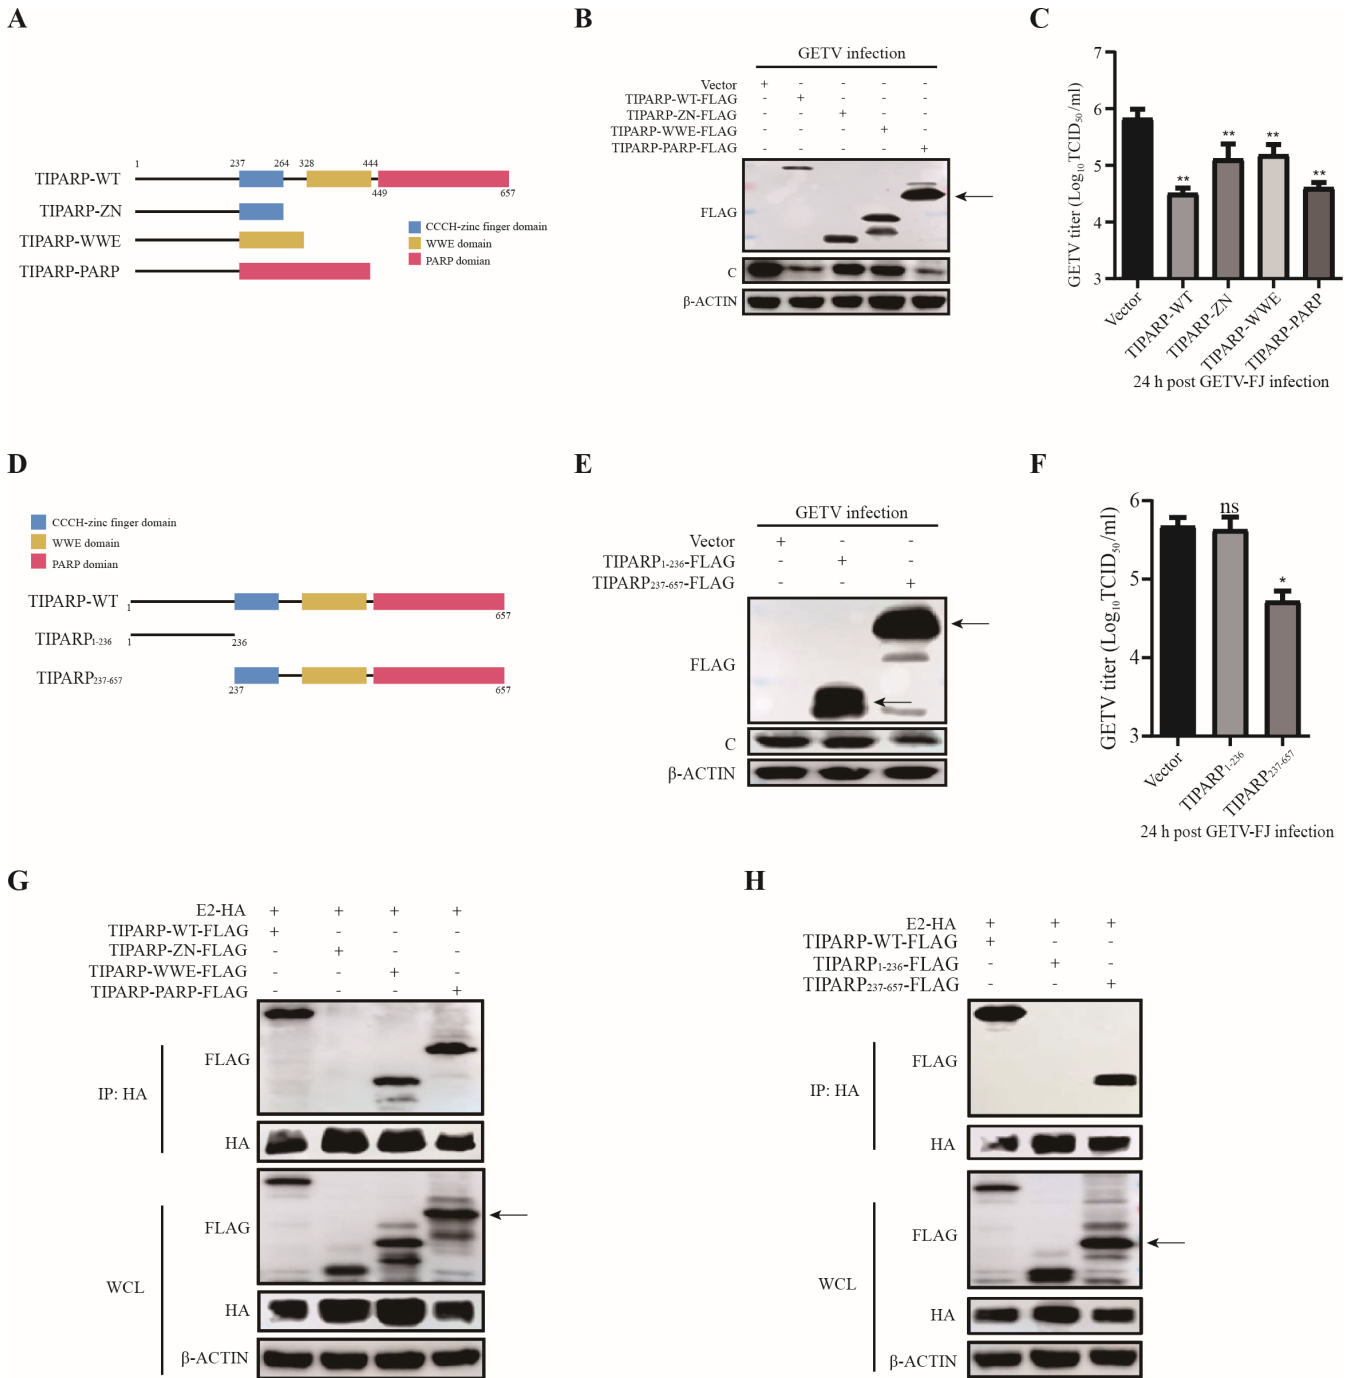 A
1 237 264 328 444
TIPARP-WT
449 657
TIPARP-ZN
TIPARP-WWE
TIPARP-PARP
CCCH-zinc finger domain
WWE domain
PARP domian
B
GETV infection
Vector + - - - -
TIPARP-WT-FLAG - + - - -
TIPARP-ZN-FLAG - - + - -
TIPARP-WWE-FLAG - - - + -
TIPARP-PARP-FLAG - - - - +
FLAG
C
β-ACTIN
C
GETV titer (Log10TCID50/ml)
7
6
5
4
3
** ** ** **
Vector
TIPARP-WT
TIPARP-ZN
TIPARP-WWE
TIPARP-PARP
24 h post GETV-FJ infection
D
CCCH-zinc finger domain
WWE domain
PARP domian
TIPARP-WT 1 657
TIPARP1-236 1 236
TIPARP237-657 237 657
E
GETV infection
Vector + - -
TIPARP1-236-FLAG - + -
TIPARP237-657-FLAG - - +
FLAG
C
β-ACTIN
F
GETV titer (Log10TCID50/ml)
6
5
4
3
ns
*
Vector
TIPARP1-236
TIPARP237-657
24 h post GETV-FJ infection
G
E2-HA + + + +
TIPARP-WT-FLAG + - - -
TIPARP-ZN-FLAG - + - -
TIPARP-WWE-FLAG - - + -
TIPARP-PARP-FLAG - - - +
IP: HA
FLAG
HA
WCL
FLAG
HA
β-ACTIN
H
E2-HA + + +
TIPARP-WT-FLAG + - -
TIPARP1-236-FLAG - + -
TIPARP237-657-FLAG - - +
IP: HA
FLAG
HA
WCL
FLAG
HA
β-ACTIN